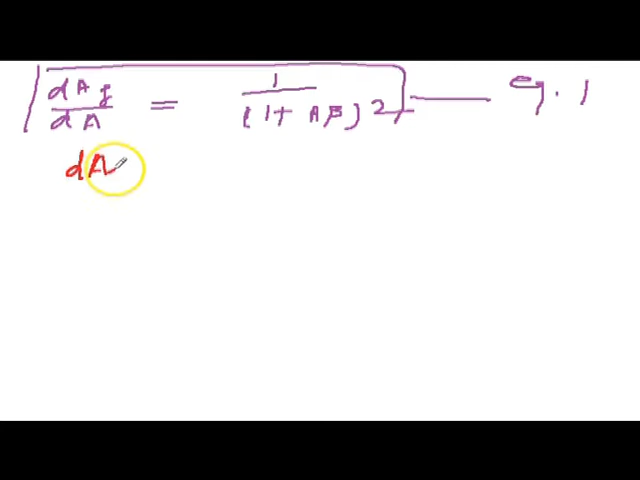 dAf/dA = 1/(1+Aβ)² —— eq. 1
dA